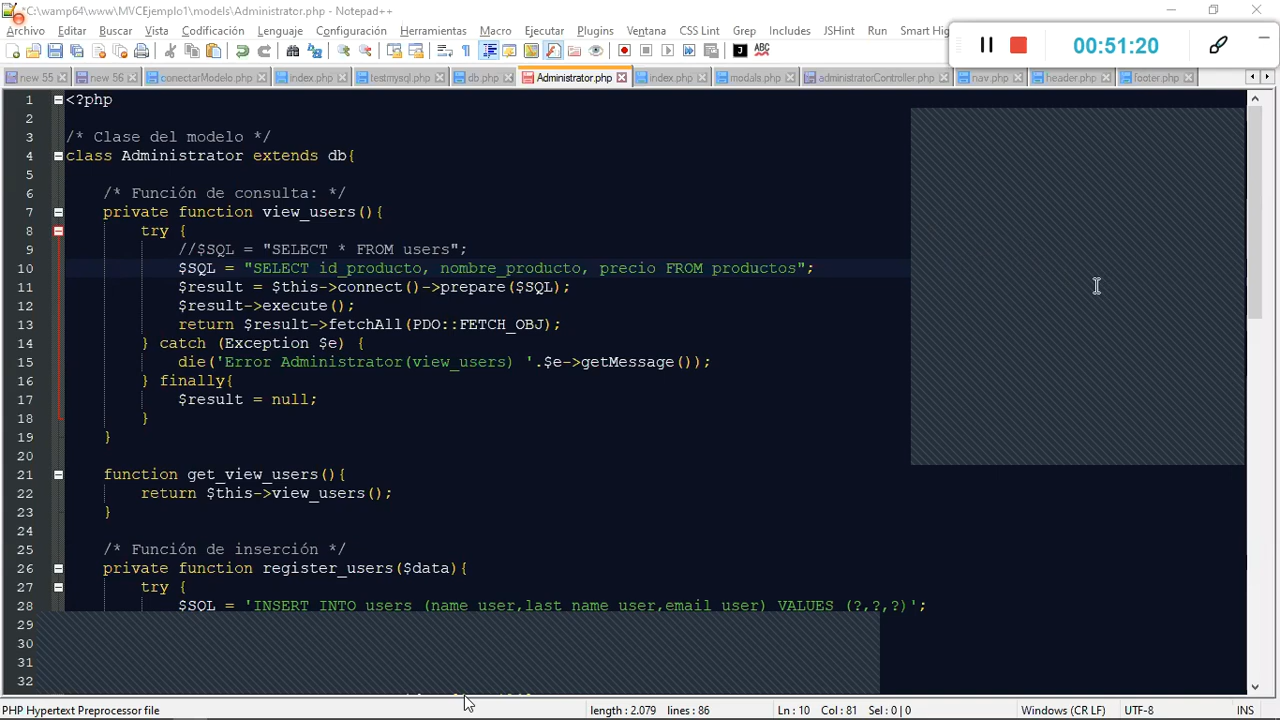 *C:\wamp64\www\MVCEjemplo1\models\Administrator.php - Notepad++
Archivo Editar Buscar Vista Codificación Lenguaje Configuración Herramientas Macro Ejecutar Plugins Ventana CSS Lint Grep Includes JSHint Run Smart
00:51:20
new 55 new 56 conectarModelo.php index.php testmysql.php db.php Administrator.php index.php modals.php administratorController.php nav.php header.php footer.php
1 <?php
2
3 /* Clase del modelo */
4 class Administrator extends db{
5
6 /* Función de consulta: */
7 private function view_users(){
8 try {
9 //$SQL = "SELECT * FROM users";
10 $SQL = "SELECT id_producto, nombre_producto, precio FROM productos";
11 $result = $this->connect()->prepare($SQL);
12 $result->execute();
13 return $result->fetchAll(PDO::FETCH_OBJ);
14 } catch (Exception $e) {
15 die('Error Administrator(view_users) '.$e->getMessage());
16 } finally{
17 $result = null;
18 }
19 }
20
21 function get_view_users(){
22 return $this->view_users();
23 }
24
25 /* Función de inserción */
26 private function register_users($data){
27 try {
28 $SQL = 'INSERT INTO users (name_user,last_name_user,email_user) VALUES (?,?,?)';
29
30
31
32
PHP Hypertext Preprocessor file length : 2.079 lines : 86 Ln : 10 Col : 81 Sel : 0 | 0 Windows (CR LF) UTF-8 INS